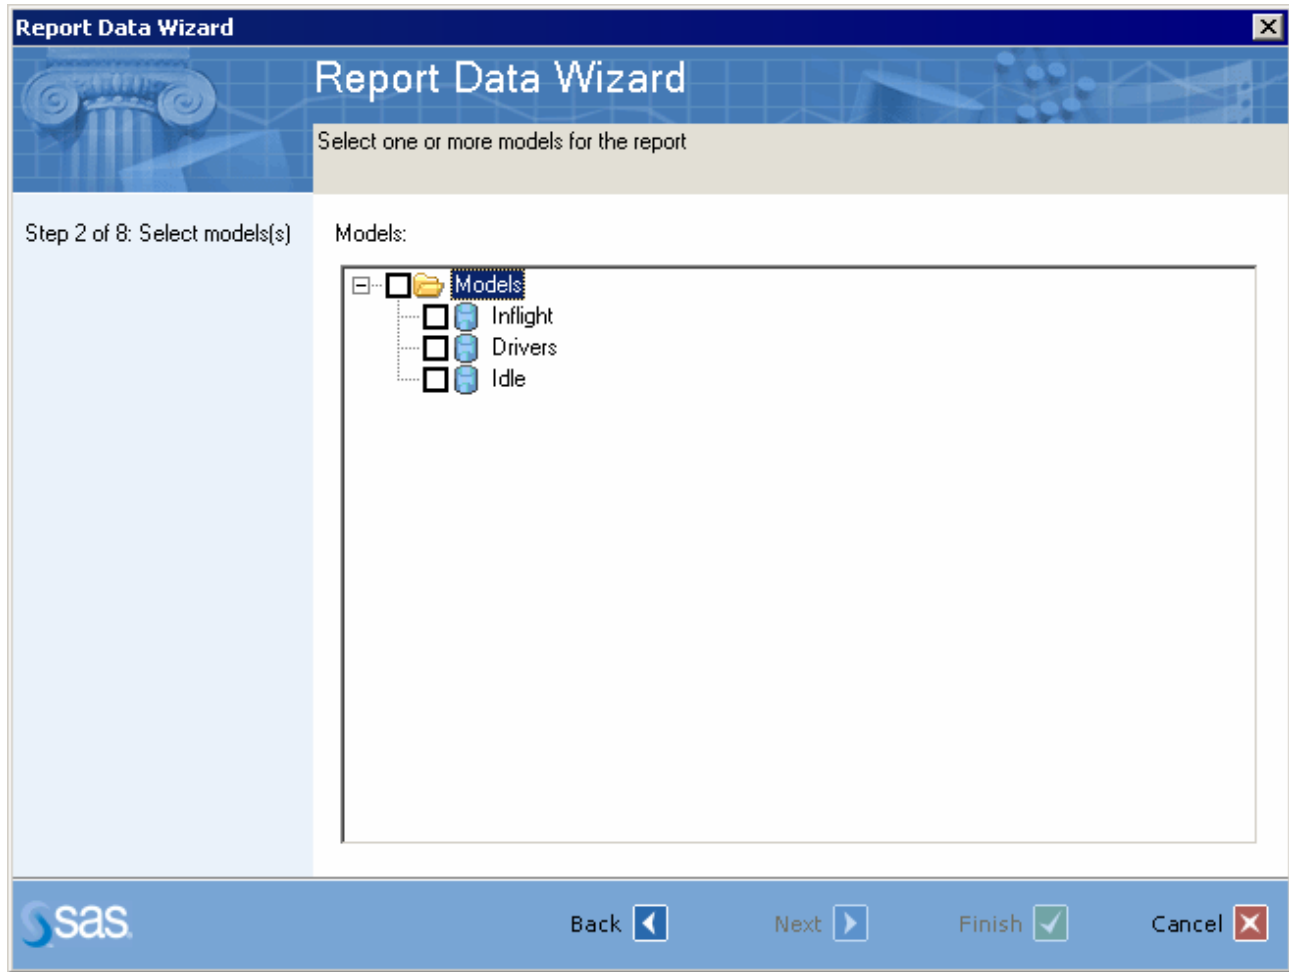 Report Data Wizard
Report Data Wizard
Select one or more models for the report
Step 2 of 8: Select models(s)
Models:
Models
Inflight
Drivers
Idle
sas.
Back
Next
Finish
Cancel